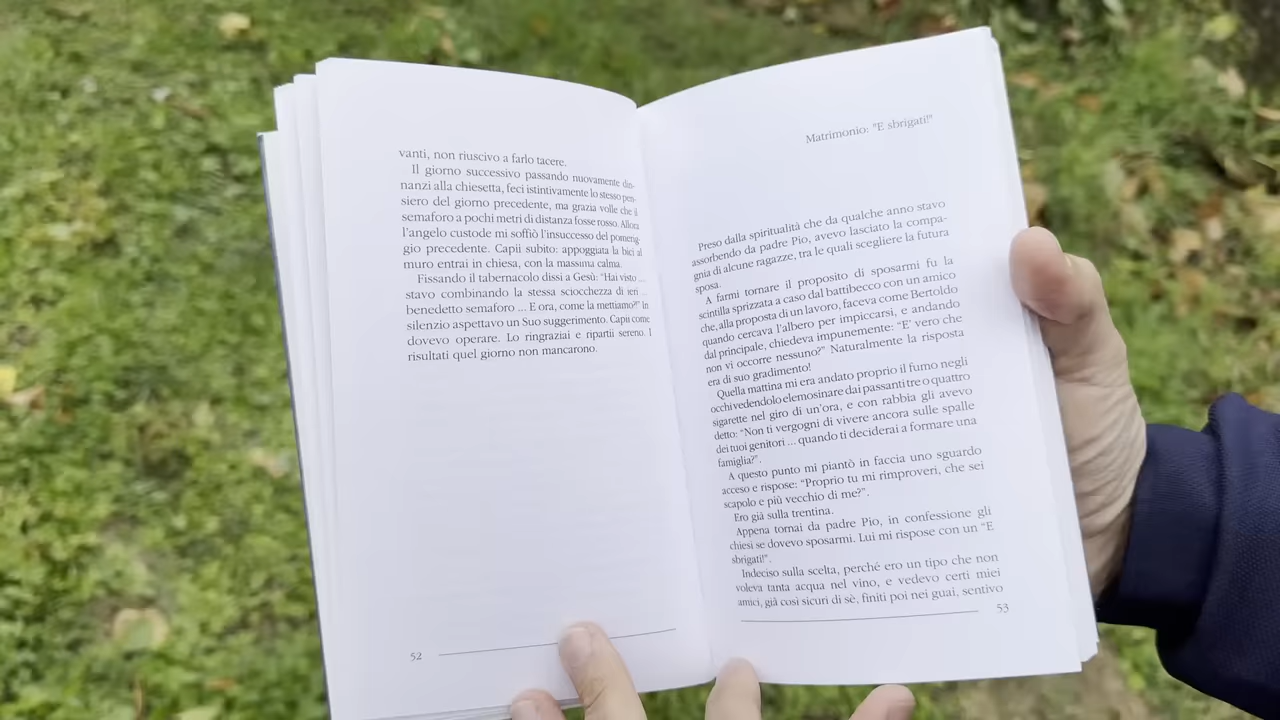 vanti, non riuscivo a farlo tacere.
Il giorno successivo passando nuovamente din-
nanzi alla chiesetta, feci istintivamente lo stesso pen-
siero del giorno precedente, ma grazia volle che il
semaforo a pochi metri di distanza fosse rosso. Allora
l'angelo custode mi soffiò l'insuccesso del pomerig-
gio precedente. Capii subito: appoggiata la bici al
muro entrai in chiesa, con la massima calma.
Fissando il tabernacolo dissi a Gesù: "Hai visto ...
stavo combinando la stessa sciocchezza di ieri ...
benedetto semaforo ... E ora, come la mettiamo?" In
silenzio aspettavo un Suo suggerimento. Capii come
dovevo operare. Lo ringraziai e ripartii sereno. I
risultati quel giorno non mancarono.
52
Matrimonio: "E sbrigati!"
Preso dalla spiritualità che da qualche anno stavo
assorbendo da padre Pio, avevo lasciato la compa-
gnia di alcune ragazze, tra le quali scegliere la futura
sposa.
A farmi tornare il proposito di sposarmi fu la
scintilla sprizzata a caso dal battibecco con un amico
che, alla proposta di un lavoro, faceva come Bertoldo
quando cercava l'albero per impiccarsi, e andando
dal principale, chiedeva impunemente: "E' vero che
non vi occorre nessuno?" Naturalmente la risposta
era di suo gradimento!
Quella mattina mi era andato proprio il fumo negli
occhi vedendolo elemosinare dai passanti tre o quattro
sigarette nel giro di un'ora, e con rabbia gli avevo
detto: "Non ti vergogni di vivere ancora sulle spalle
dei tuoi genitori ... quando ti deciderai a formare una
famiglia?".
A questo punto mi piantò in faccia uno sguardo
acceso e rispose: "Proprio tu mi rimproveri, che sei
scapolo e più vecchio di me?".
Ero già sulla trentina.
Appena tornai da padre Pio, in confessione gli
chiesi se dovevo sposarmi. Lui mi rispose con un "E
sbrigati!".
Indeciso sulla scelta, perché ero un tipo che non
voleva tanta acqua nel vino, e vedevo certi miei
amici, già così sicuri di sè, finiti poi nei guai, sentivo
53